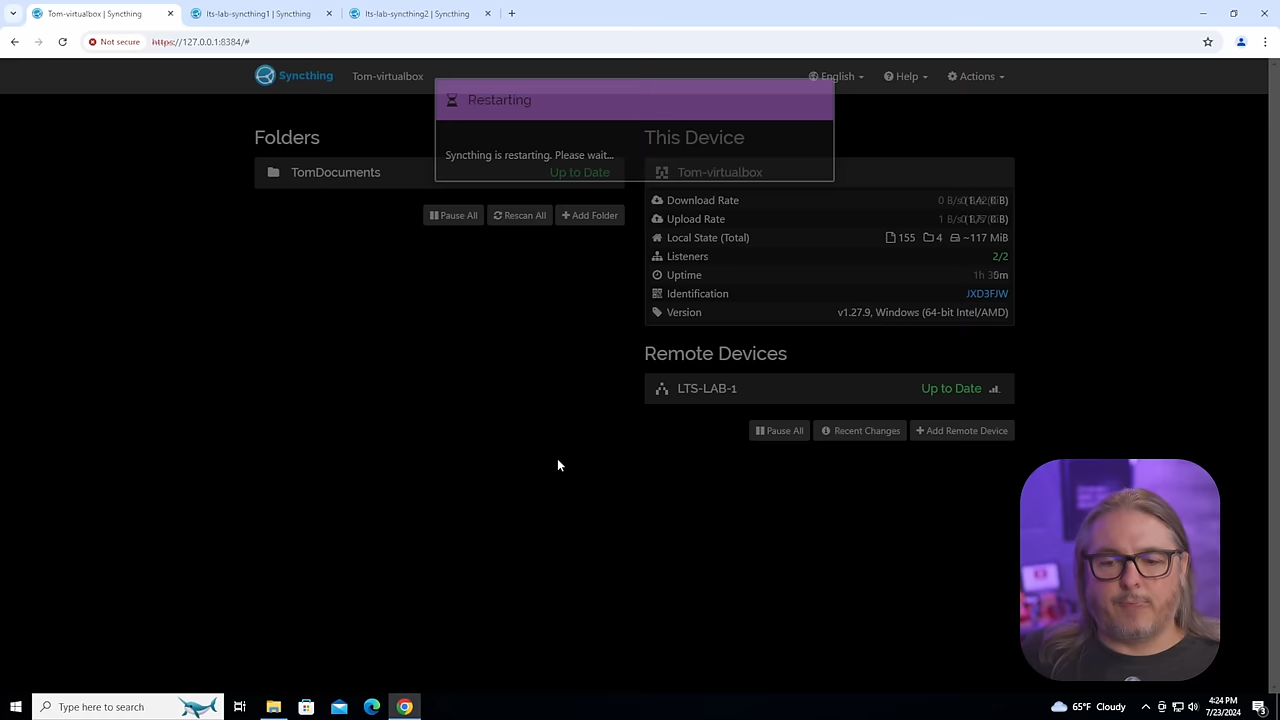 Tom-virtualbox | Syncthing
lts-lab-syncthing1 | Syncthing
lts-lab-syncthing2 | Syncthing
Not secure
https://127.0.0.1:8384/#
Syncthing
Tom-virtualbox
English
Help
Actions
Restarting
Syncthing is restarting. Please wait...
Folders
TomDocuments
Up to Date
Pause All
Rescan All
Add Folder
This Device
Tom-virtualbox
Download Rate
0 B/s
Upload Rate
1 B/s
Local State (Total)
155
4
~117 MiB
Listeners
2/2
Uptime
1h
Identification
JXD3FJW
Version
v1.27.9, Windows (64-bit Intel/AMD)
Remote Devices
LTS-LAB-1
Up to Date
Pause All
Recent Changes
Add Remote Device
Type here to search
65°F Cloudy
4:24 PM
7/23/2024